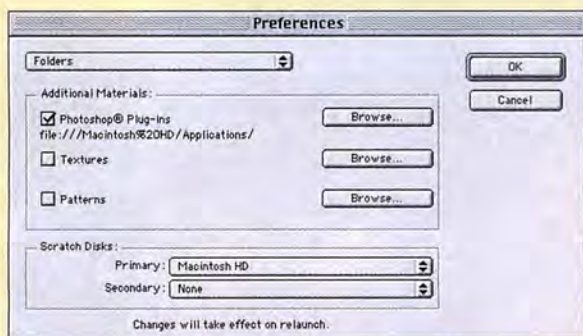 Preferences
Folders
OK
Cancel
Additional Materials:
Photoshop® Plug-Ins
Browse...
file:///Macintosh%20HD/Applications/
Textures
Browse...
Patterns
Browse...
Scratch Disks:
Primary: Macintosh HD
Secondary: None
Changes will take effect on relaunch.